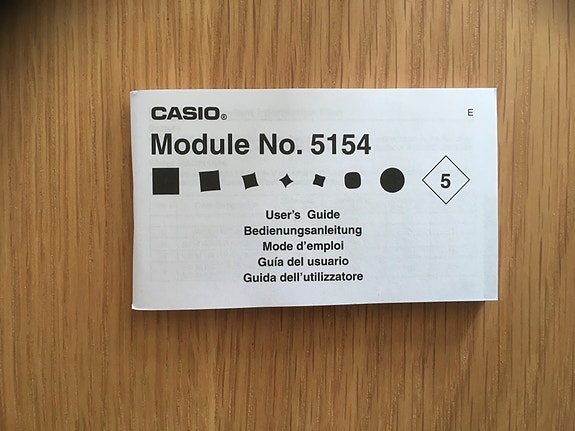 CASIO®
E
Module No. 5154
5
User's Guide
Bedienungsanleitung
Mode d'emploi
Guía del usuario
Guida dell'utilizzatore